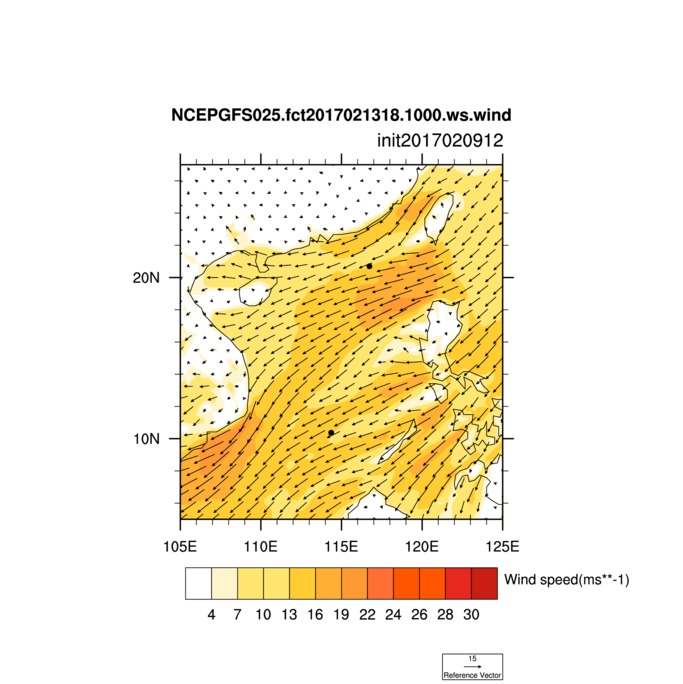 NCEPGFS025.fct2017021318.1000.ws.wind
init2017020912
20N
10N
105E 110E 115E 120E 125E
Wind speed(ms**-1)
4 7 10 13 16 19 22 24 26 28 30
15
Reference Vector